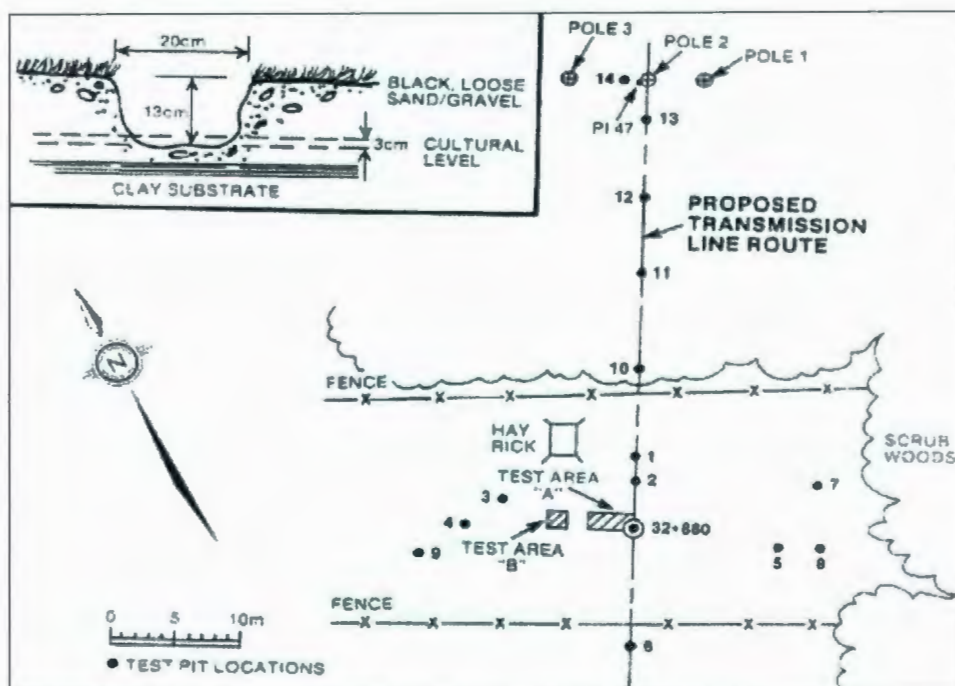 20cm
13cm
BLACK, LOOSE
SAND/GRAVEL
3cm
CULTURAL
LEVEL
CLAY SUBSTRATE
POLE 3
POLE 2
POLE 1
14
PI 47
13
12
PROPOSED
TRANSMISSION
LINE ROUTE
11
10
N
FENCE
X X X X X X X
HAY
RICK
SCRUB
WOODS
1
TEST AREA
"A"
2
3
7
4
32+880
9
TEST AREA
"B"
5
8
FENCE
X X X X X X X
6
0 5 10m
TEST PIT LOCATIONS